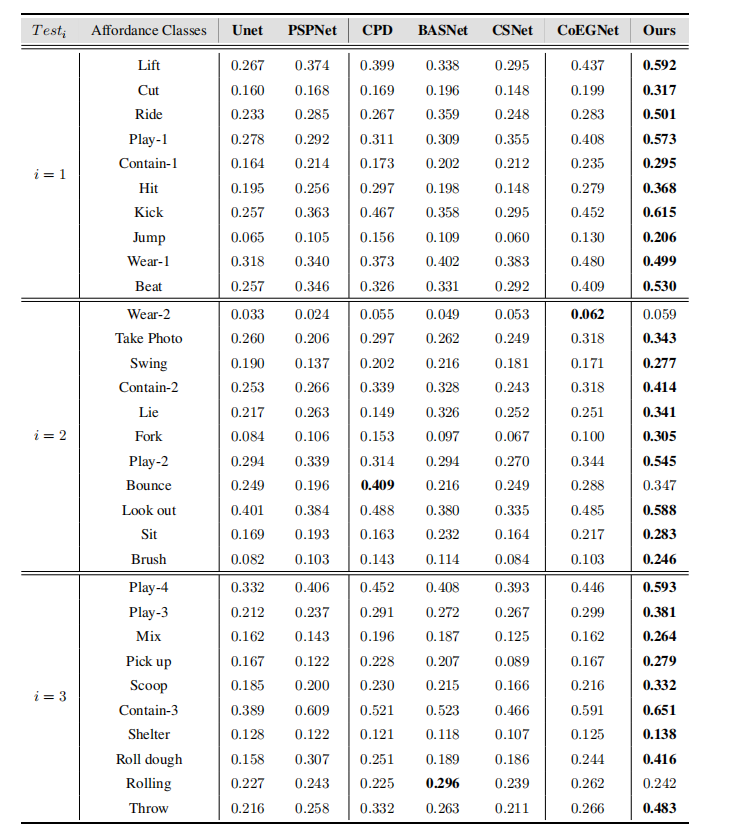 Test_i Affordance Classes Unet PSPNet CPD BASNet CSNet CoEGNet Ours
Lift 0.267 0.374 0.399 0.338 0.295 0.437 0.592
Cut 0.160 0.168 0.169 0.196 0.148 0.199 0.317
Ride 0.233 0.285 0.267 0.359 0.248 0.283 0.501
Play-1 0.278 0.292 0.311 0.309 0.355 0.408 0.573
Contain-1 0.164 0.214 0.173 0.202 0.212 0.235 0.295
i = 1
Hit 0.195 0.256 0.297 0.198 0.148 0.279 0.368
Kick 0.257 0.363 0.467 0.358 0.295 0.452 0.615
Jump 0.065 0.105 0.156 0.109 0.060 0.130 0.206
Wear-1 0.318 0.340 0.373 0.402 0.383 0.480 0.499
Beat 0.257 0.346 0.326 0.331 0.292 0.409 0.530
Wear-2 0.033 0.024 0.055 0.049 0.053 0.062 0.059
Take Photo 0.260 0.206 0.297 0.262 0.249 0.318 0.343
Swing 0.190 0.137 0.202 0.216 0.181 0.171 0.277
Contain-2 0.253 0.266 0.339 0.328 0.243 0.318 0.414
Lie 0.217 0.263 0.149 0.326 0.252 0.251 0.341
i = 2 Fork 0.084 0.106 0.153 0.097 0.067 0.100 0.305
Play-2 0.294 0.339 0.314 0.294 0.270 0.344 0.545
Bounce 0.249 0.196 0.409 0.216 0.249 0.288 0.347
Look out 0.401 0.384 0.488 0.380 0.335 0.485 0.588
Sit 0.169 0.193 0.163 0.232 0.164 0.217 0.283
Brush 0.082 0.103 0.143 0.114 0.084 0.103 0.246
Play-4 0.332 0.406 0.452 0.408 0.393 0.446 0.593
Play-3 0.212 0.237 0.291 0.272 0.267 0.299 0.381
Mix 0.162 0.143 0.196 0.187 0.125 0.162 0.264
Pick up 0.167 0.122 0.228 0.207 0.089 0.167 0.279
Scoop 0.185 0.200 0.230 0.215 0.166 0.216 0.332
i = 3
Contain-3 0.389 0.609 0.521 0.523 0.466 0.591 0.651
Shelter 0.128 0.122 0.121 0.118 0.107 0.125 0.138
Roll dough 0.158 0.307 0.251 0.189 0.186 0.244 0.416
Rolling 0.227 0.243 0.225 0.296 0.239 0.262 0.242
Throw 0.216 0.258 0.332 0.263 0.211 0.266 0.483